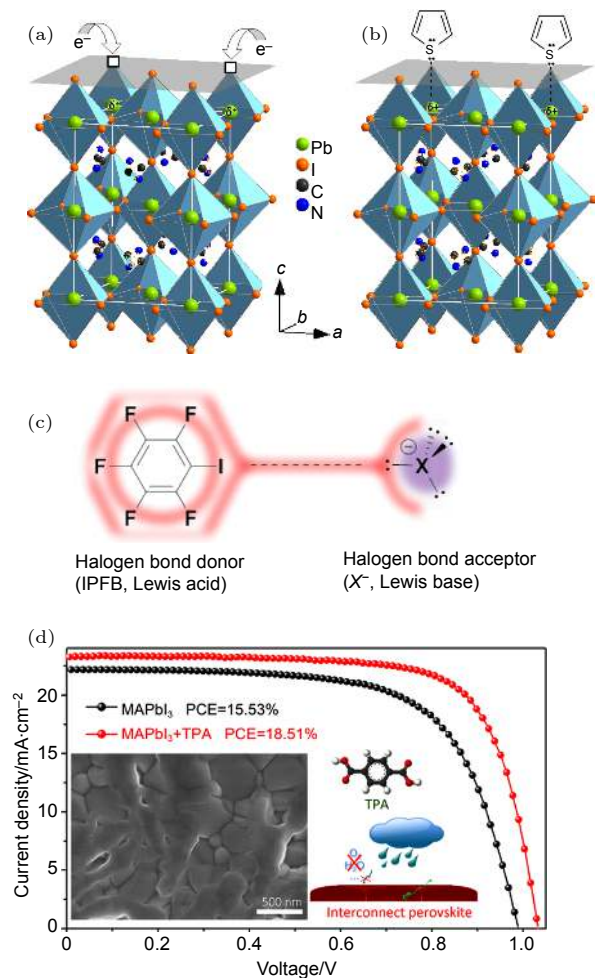 (a)
(b)
e⁻
e⁻
S
S
δ+
δ+
δ+
δ+
Pb
I
C
N
c
b
a
(c)
F
F
F
I
F
F
X
Halogen bond donor
(IPFB, Lewis acid)
Halogen bond acceptor
(X⁻, Lewis base)
(d)
Current density/mA·cm⁻²
20
15
10
5
0
MAPbI₃ PCE=15.53%
MAPbI₃+TPA PCE=18.51%
TPA
500 nm
Interconnect perovskite
0
0.2
0.4
0.6
0.8
1.0
Voltage/V